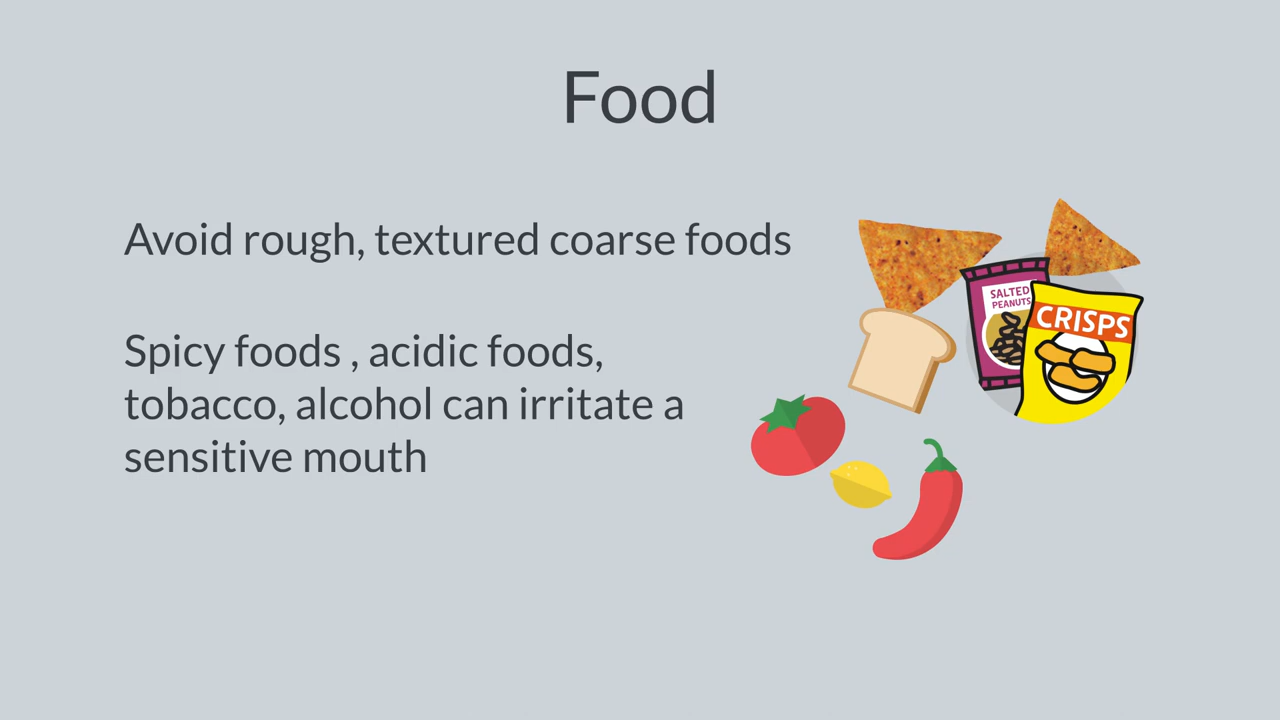 Food
Avoid rough, textured coarse foods
Spicy foods , acidic foods,
tobacco, alcohol can irritate a
sensitive mouth
SALTED
PEANUTS
CRISPS